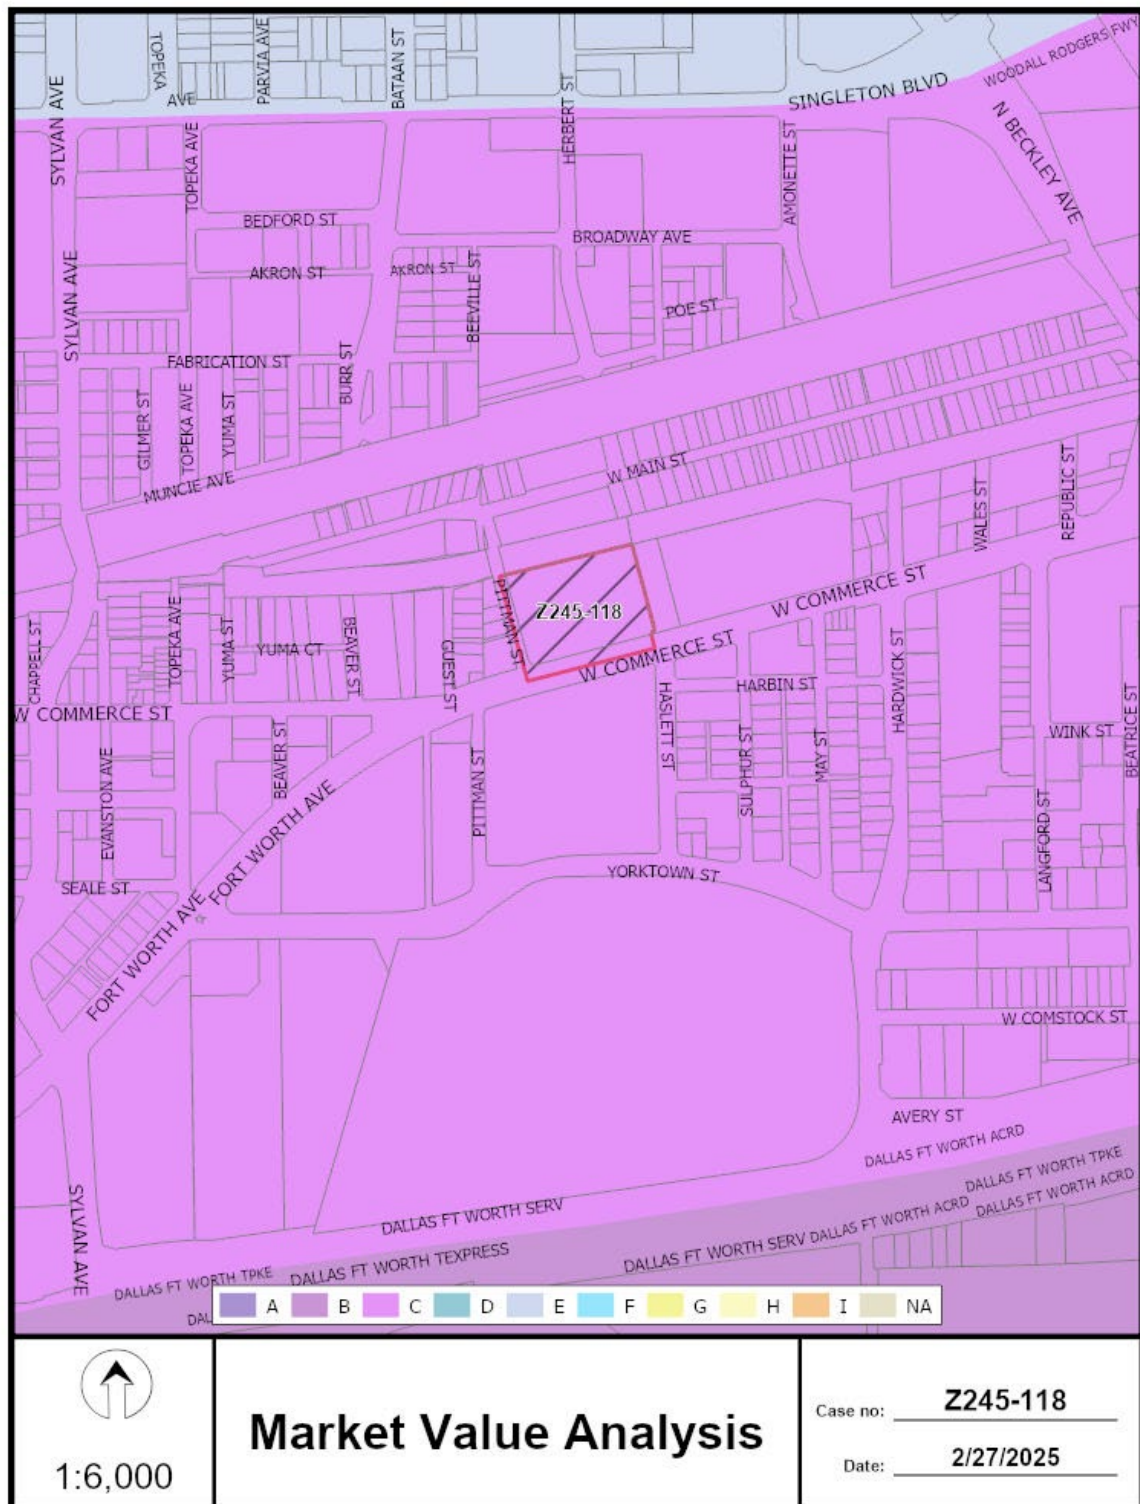 TOPEKA
AVE
PARVIA AVE
BATAAN ST
SYLVAN AVE
HERBERT ST
SINGLETON BLVD
WOODALL RODGERS FWY
N BECKLEY AVE
TOPEKA AVE
AMONETTE ST
BEDFORD ST
BROADWAY AVE
SYLVAN AVE
AKRON ST
AKRON ST
BEEVILLE ST
POE ST
FABRICATION ST
BURR ST
GILMER ST
TOPEKA AVE
YUMA ST
MUNCIE AVE
W MAIN ST
WALES ST
REPUBLIC ST
PITTMAN ST
Z245-118
W COMMERCE ST
W COMMERCE ST
CHAPPELL ST
TOPEKA AVE
YUMA ST
YUMA CT
BEAVER ST
GUEST ST
HARDWICK ST
HARBIN ST
HASLETT ST
W COMMERCE ST
BEATRICE ST
WINK ST
EVANSTON AVE
BEAVER ST
PITTMAN ST
SULPHUR ST
MAY ST
LANGFORD ST
FORT WORTH AVE
YORKTOWN ST
SEALE ST
FORT WORTH AVE
W COMSTOCK ST
AVERY ST
DALLAS FT WORTH ACRD
DALLAS FT WORTH TPKE
DALLAS FT WORTH ACRD
SYLVAN AVE
DALLAS FT WORTH SERV
DALLAS FT WORTH SERV
DALLAS FT WORTH ACRD
DALLAS FT WORTH TEXPRESS
DALLAS FT WORTH TPKE
DAL
A B C D E F G H I NA
1:6,000
Market Value Analysis
Case no: Z245-118
Date: 2/27/2025